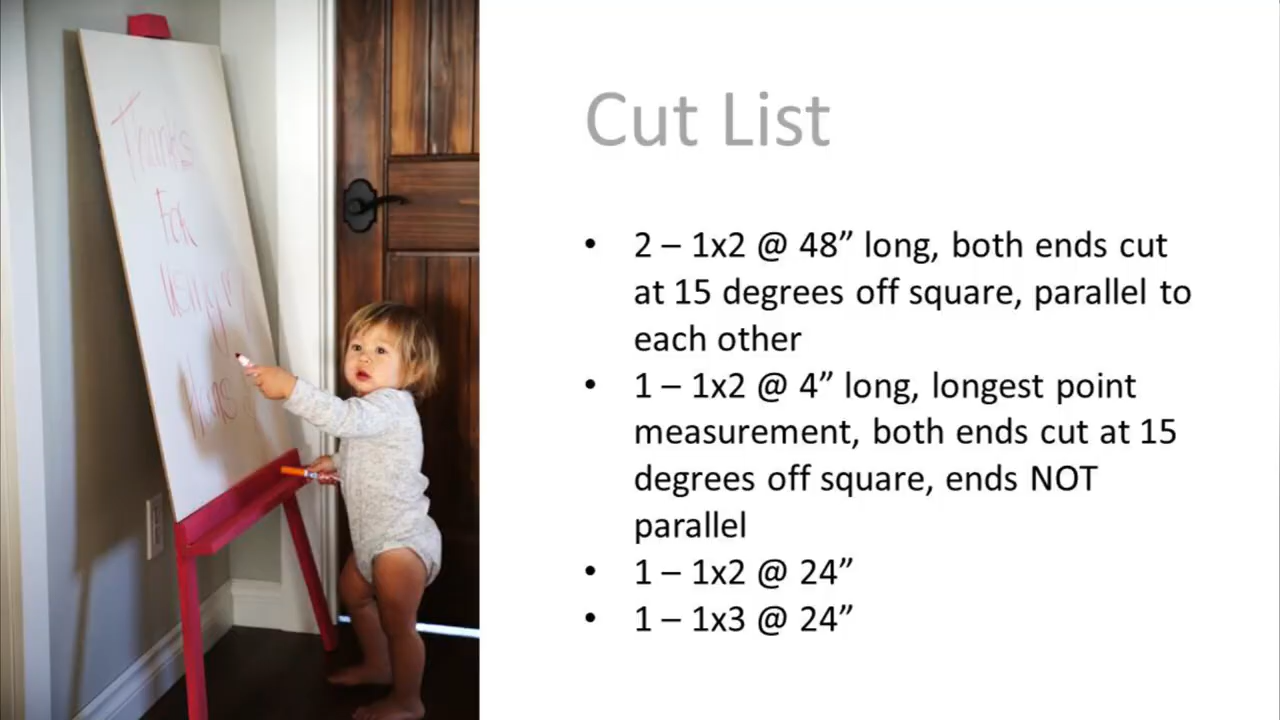 Thanks
For
Cut List
• 2 – 1x2 @ 48” long, both ends cut
at 15 degrees off square, parallel to
each other
• 1 – 1x2 @ 4” long, longest point
measurement, both ends cut at 15
degrees off square, ends NOT
parallel
• 1 – 1x2 @ 24”
• 1 – 1x3 @ 24”